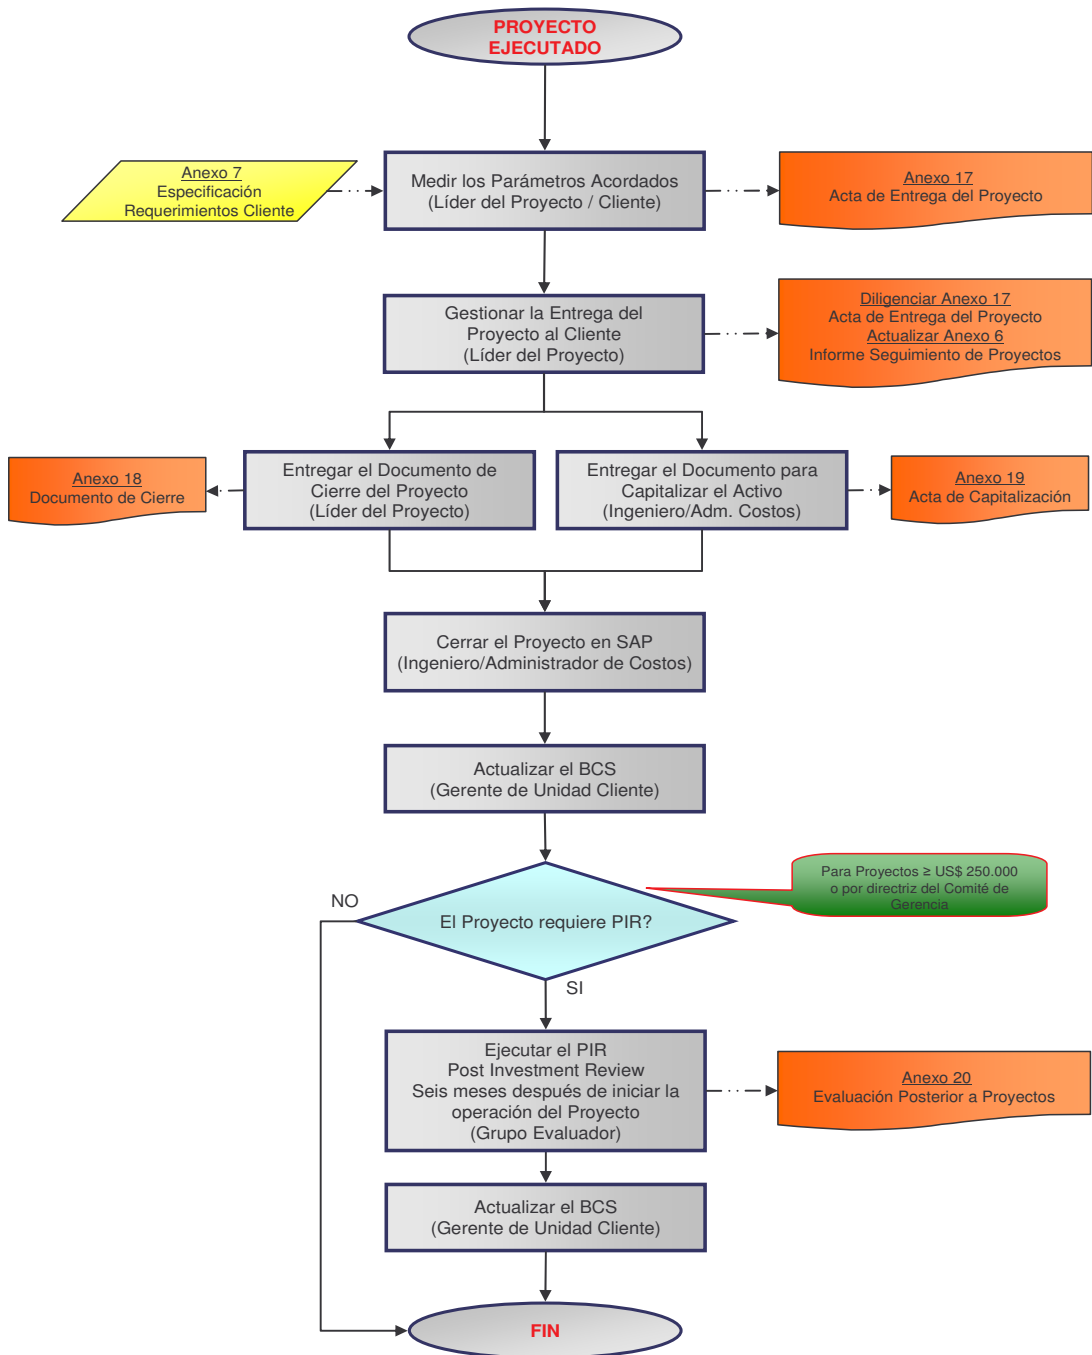 PROYECTO
EJECUTADO
Anexo 7
Especificación
Requerimientos Cliente
Medir los Parámetros Acordados
(Líder del Proyecto / Cliente)
Anexo 17
Acta de Entrega del Proyecto
Gestionar la Entrega del
Proyecto al Cliente
(Líder del Proyecto)
Diligenciar Anexo 17
Acta de Entrega del Proyecto
Actualizar Anexo 6
Informe Seguimiento de Proyectos
Anexo 18
Documento de Cierre
Entregar el Documento de
Cierre del Proyecto
(Líder del Proyecto)
Entregar el Documento para
Capitalizar el Activo
(Ingeniero/Adm. Costos)
Anexo 19
Acta de Capitalización
Cerrar el Proyecto en SAP
(Ingeniero/Administrador de Costos)
Actualizar el BCS
(Gerente de Unidad Cliente)
Para Proyectos ≥ US$ 250.000
o por directriz del Comité de
Gerencia
NO
El Proyecto requiere PIR?
SI
Ejecutar el PIR
Post Investment Review
Seis meses después de iniciar la
operación del Proyecto
(Grupo Evaluador)
Anexo 20
Evaluación Posterior a Proyectos
Actualizar el BCS
(Gerente de Unidad Cliente)
FIN